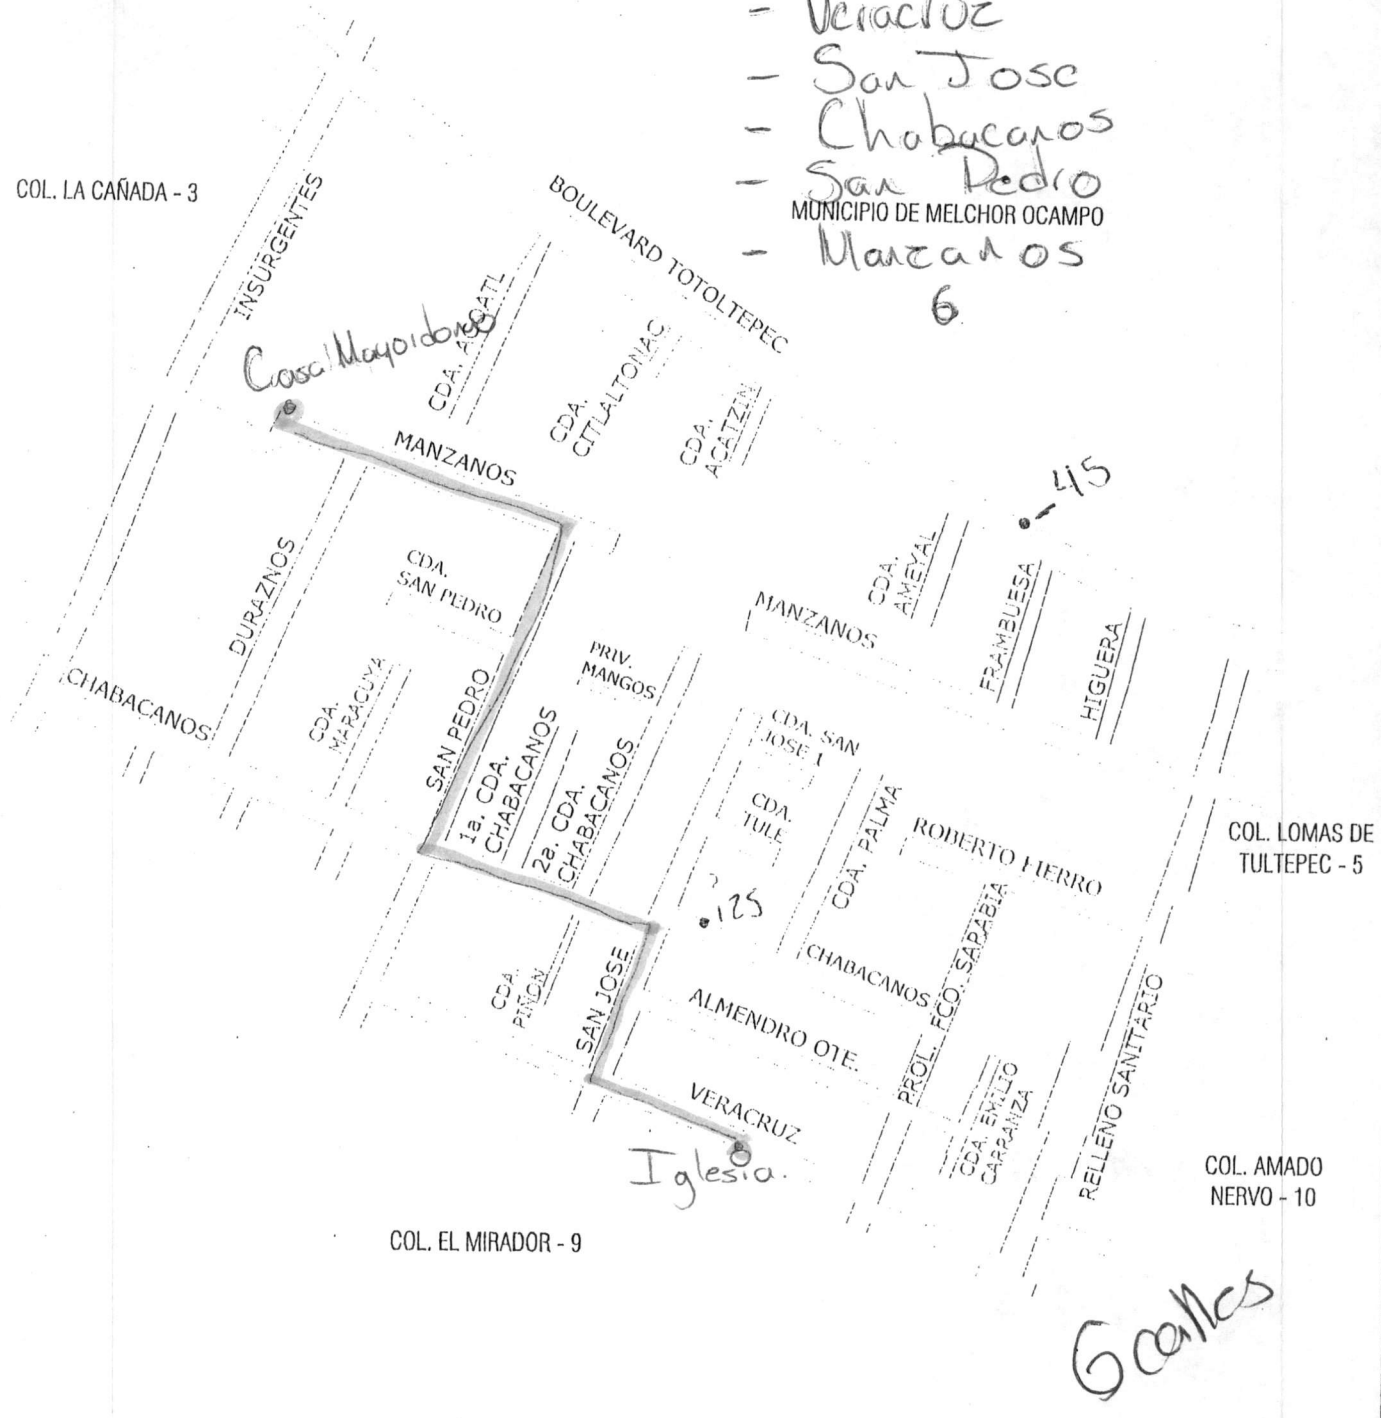 - Veracruz
- San Jose
- Chabacanos
- San Pedro
MUNICIPIO DE MELCHOR OCAMPO
- Manzanos
6
COL. LA CAÑADA - 3
INSURGENTES
BOULEVARD TOTOLTEPEC
CDA. ACOATL
CDA.
CITLALTONAC
CDA.
ACATZIN
Casa Mayordomo
MANZANOS
45
CDA.
AMEYAL
FRAMBUESA
HIGUERA
MANZANOS
DURAZNOS
CDA.
SAN PEDRO
CHABACANOS
CDA.
MARACUYA
SAN PEDRO
1a. CDA.
CHABACANOS
2a. CDA.
CHABACANOS
PRIV.
MANGOS
CDA. SAN
JOSE 1
CDA.
TULE
CDA. PALMA
ROBERTO FIERRO
COL. LOMAS DE
TULTEPEC - 5
?
125
CDA.
PIÑON
SAN JOSE
CHABACANOS
PROL. FCO. SARABIA
ALMENDRO OTE.
VERACRUZ
Iglesia.
CDA. EMILIO
CARRANZA
RELLENO SANITARIO
COL. AMADO
NERVO - 10
COL. EL MIRADOR - 9
6 calles